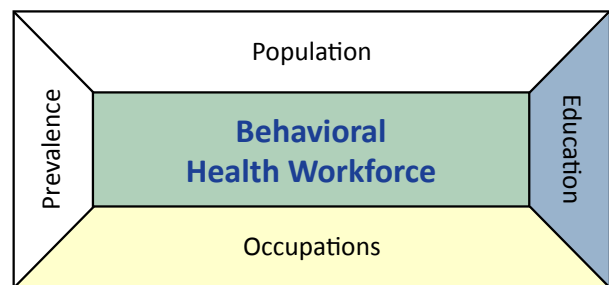 Population
Prevalence
Behavioral
Health Workforce
Education
Occupations